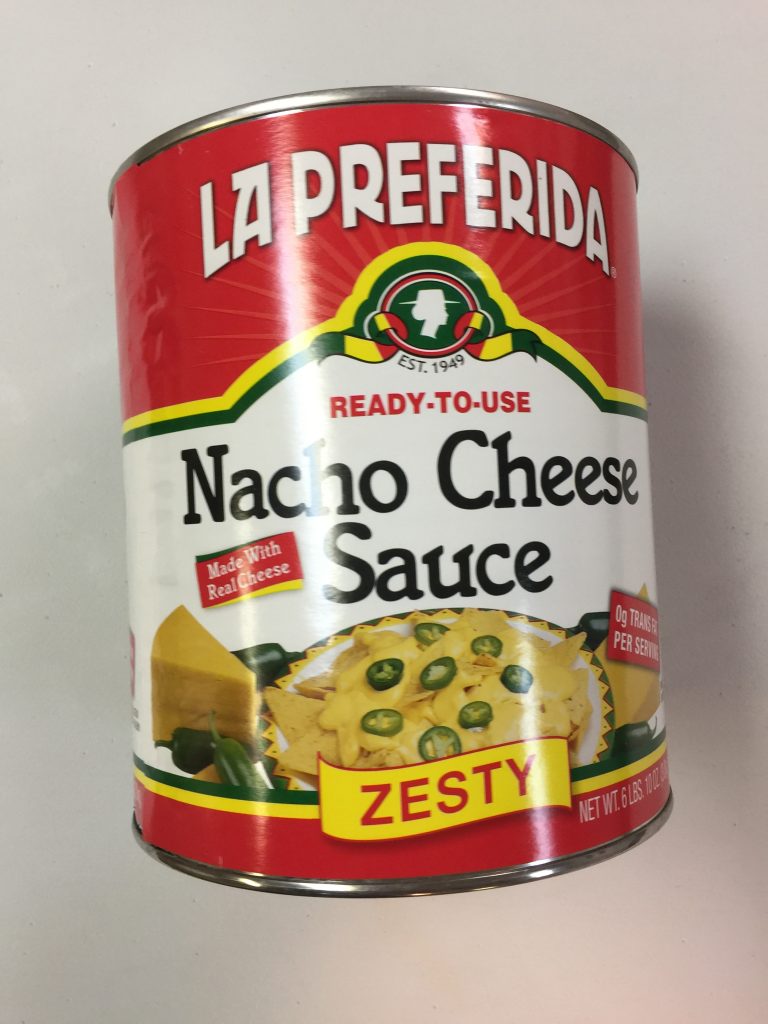 LA PREFERIDA®
EST. 1949
READY-TO-USE
Nacho Cheese
Sauce
Made With
Real Cheese
0g TRANS
PER SERVING
ZESTY
NET WT. 6 LBS. 10 OZ.